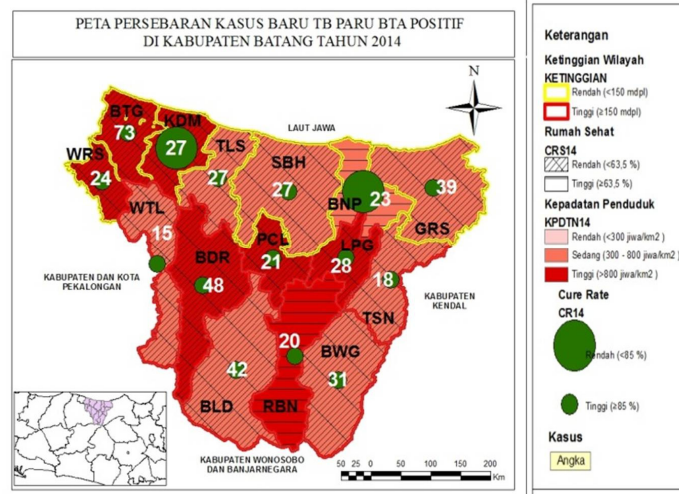 PETA PERSEBARAN KASUS BARU TB PARU BTA POSITIF
DI KABUPATEN BATANG TAHUN 2014
N
LAUT JAWA
BTG
73
KDM
27
WRS
24
TLS
27
SBH
27
BNP
23
39
GRS
WTL
15
BDR
48
PCL
21
LPG
28
18
TSN
KABUPATEN DAN KOTA
PEKALONGAN
KABUPATEN
KENDAL
20
42
BLD
RBN
BWG
31
KABUPATEN WONOSOBO
DAN BANJARNEGARA
50 25 0 50 100 150 200
Km
Keterangan
Ketinggian Wilayah
KETINGGIAN
Rendah (<150 mdpl)
Tinggi (≥150 mdpl)
Rumah Sehat
CRS14
Rendah (<63,5 %)
Tinggi (≥63,5 %)
Kepadatan Penduduk
KPDTN14
Rendah (<300 jiwa/km2 )
Sedang (300 - 800 jiwa/km2 )
Tinggi (>800 jiwa/km2 )
Cure Rate
CR14
Rendah (<85 %)
Tinggi (≥85 %)
Kasus
Angka